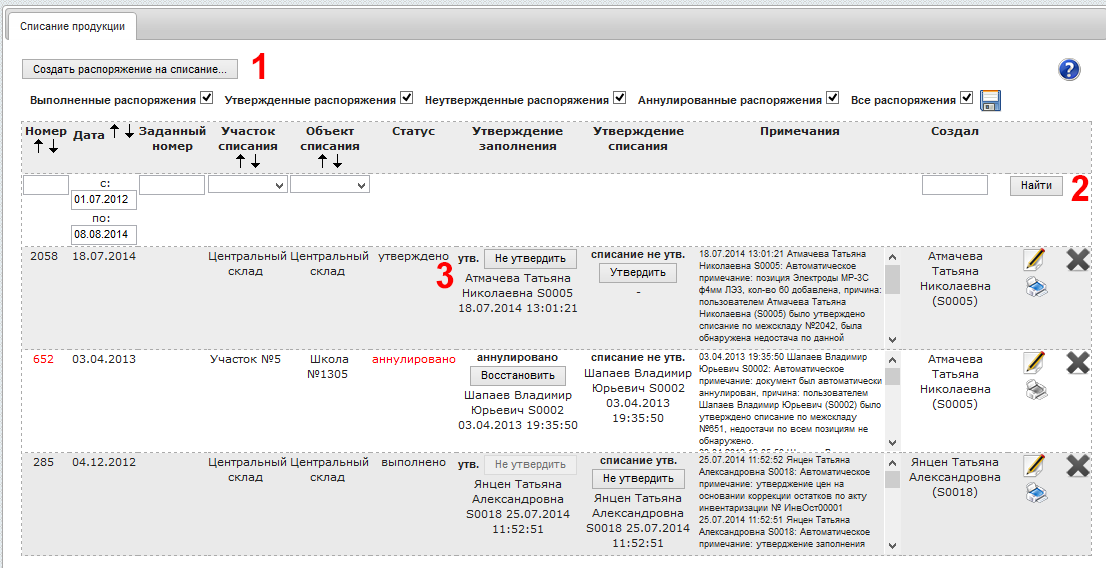 Списание продукции
Создать распоряжение на списание...
1
Выполненные распоряжения Утвержденные распоряжения Неутвержденные распоряжения Аннулированные распоряжения Все распоряжения
Номер Дата Заданный номер Участок списания Объект списания Статус Утверждение заполнения Утверждение списания Примечания Создал
с:
01.07.2012
по:
08.08.2014
Найти
2
2058 18.07.2014 Центральный склад Центральный склад утверждено
3
утв. Не утвердить
Атмачева Татьяна
Николаевна S0005
18.07.2014 13:01:21
списание не утв.
Утвердить
-
18.07.2014 13:01:21 Атмачева Татьяна
Николаевна S0005: Автоматическое
примечание: позиция Электроды МР-3С
ф4мм ЛЭЗ, кол-во 60 добавлена, причина:
пользователем Атмачева Татьяна
Николаевна (S0005) было утверждено
списание по межскладу №2042, была
обнаружена недостача по данной
Атмачева
Татьяна
Николаевна
(S0005)
652 03.04.2013 Участок №5 Школа №1305 аннулировано
аннулировано
Восстановить
Шапаев Владимир
Юрьевич S0002
03.04.2013 19:35:50
списание не утв.
Шапаев Владимир
Юрьевич S0002
03.04.2013
19:35:50
03.04.2013 19:35:50 Шапаев Владимир
Юрьевич S0002: Автоматическое
примечание: документ был автоматически
аннулирован, причина: пользователем
Шапаев Владимир Юрьевич (S0002) было
утверждено списание по межскладу
№651, недостачи по всем позициям не
обнаружено.
Атмачева
Татьяна
Николаевна
(S0005)
285 04.12.2012 Центральный склад Центральный склад выполнено
утв. Не утвердить
Янцен Татьяна
Александровна
S0018 25.07.2014
11:52:51
списание утв.
Не утвердить
Янцен Татьяна
Александровна
S0018 25.07.2014
11:52:51
25.07.2014 11:52:52 Янцен Татьяна
Александровна S0018: Автоматическое
примечание: утверждение цен на
основании коррекции остатков по акту
инвентаризации № ИнвОст00001
25.07.2014 11:52:51 Янцен Татьяна
Александровна S0018: Автоматическое
примечание: утверждение заполнения
Янцен Татьяна
Александровна
(S0018)